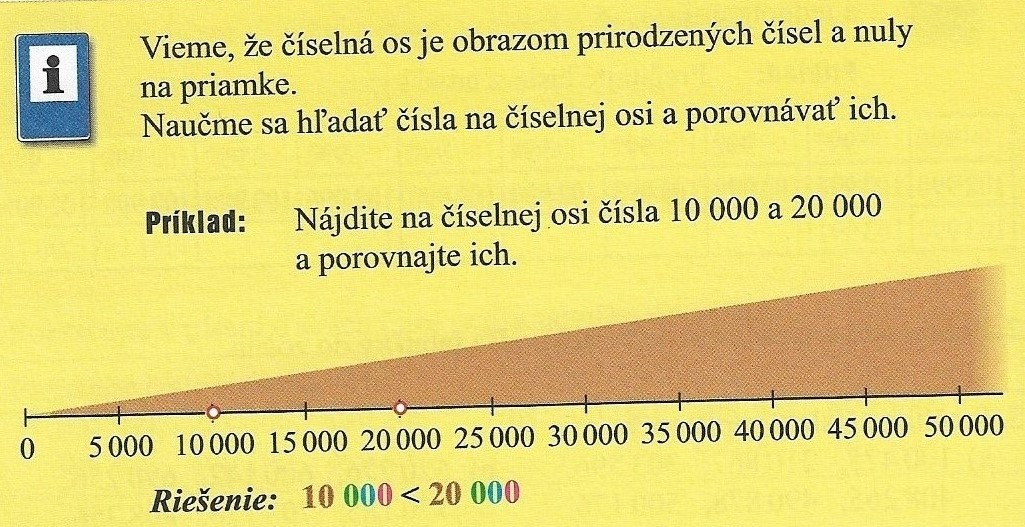 i
Vieme, že číselná os je obrazom prirodzených čísel a nuly
na priamke.
Naučme sa hľadať čísla na číselnej osi a porovnávať ich.
Príklad: Nájdite na číselnej osi čísla 10 000 a 20 000
a porovnajte ich.
0 5 000 10 000 15 000 20 000 25 000 30 000 35 000 40 000 45 000 50 000
Riešenie: 10 000 < 20 000